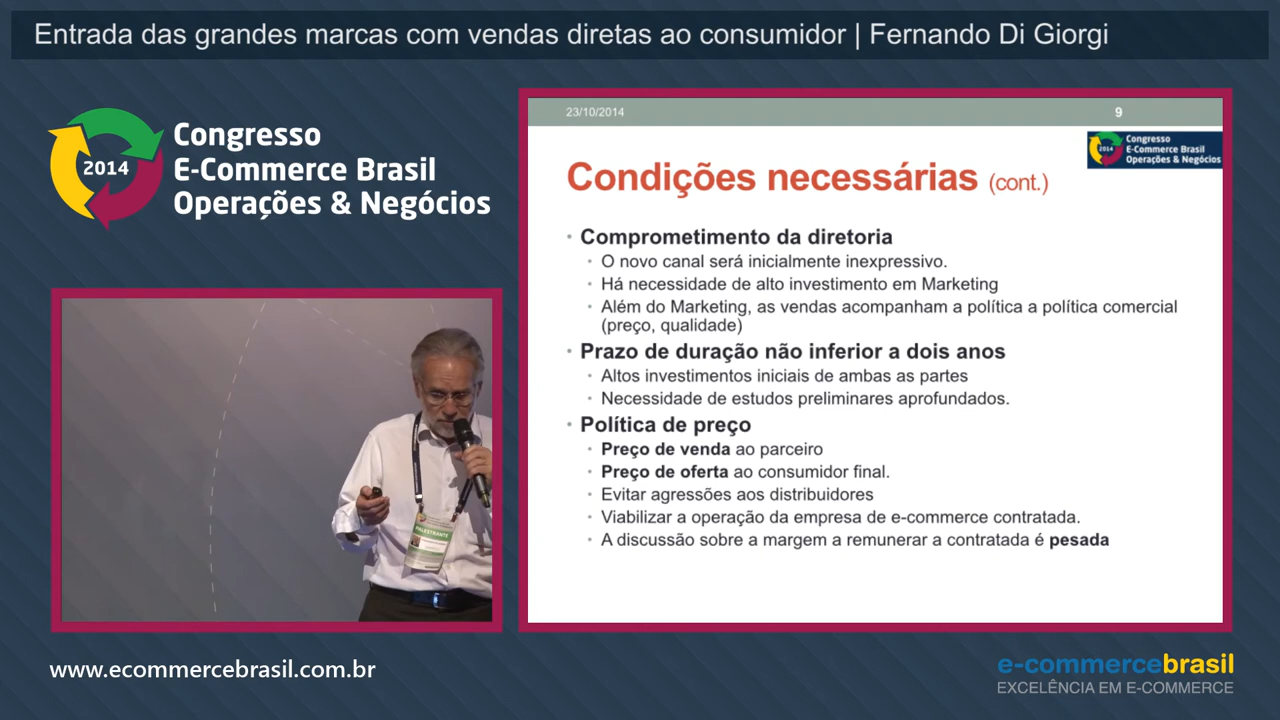 Entrada das grandes marcas com vendas diretas ao consumidor | Fernando Di Giorgi
2014
Congresso
E-Commerce Brasil
Operações & Negócios
23/10/2014
9
2014
Congresso
E-Commerce Brasil
Operações & Negócios
Condições necessárias (cont.)
• Comprometimento da diretoria
• O novo canal será inicialmente inexpressivo.
• Há necessidade de alto investimento em Marketing
• Além do Marketing, as vendas acompanham a política a política comercial
(preço, qualidade)
• Prazo de duração não inferior a dois anos
• Altos investimentos iniciais de ambas as partes
• Necessidade de estudos preliminares aprofundados.
• Política de preço
• Preço de venda ao parceiro
• Preço de oferta ao consumidor final.
• Evitar agressões aos distribuidores
• Viabilizar a operação da empresa de e-commerce contratada.
• A discussão sobre a margem a remunerar a contratada é pesada
PALESTRANTE
www.ecommercebrasil.com.br
e-commercebrasil
EXCELÊNCIA EM E-COMMERCE